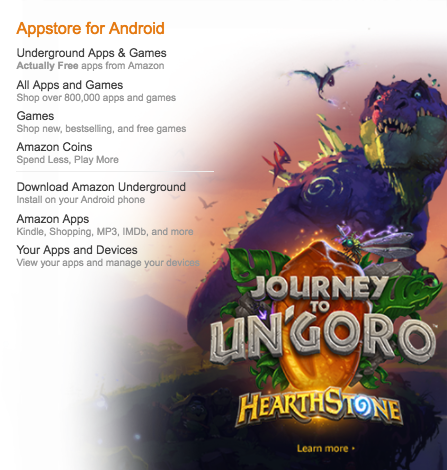 Appstore for Android
Underground Apps & Games
Actually Free apps from Amazon
All Apps and Games
Shop over 800,000 apps and games
Games
Shop new, bestselling, and free games
Amazon Coins
Spend Less, Play More
Download Amazon Underground
Install on your Android phone
Amazon Apps
Kindle, Shopping, MP3, IMDb, and more
Your Apps and Devices
View your apps and manage your devices
JOURNEY
TO
UN'GORO
HEARTHSTONE
Learn more